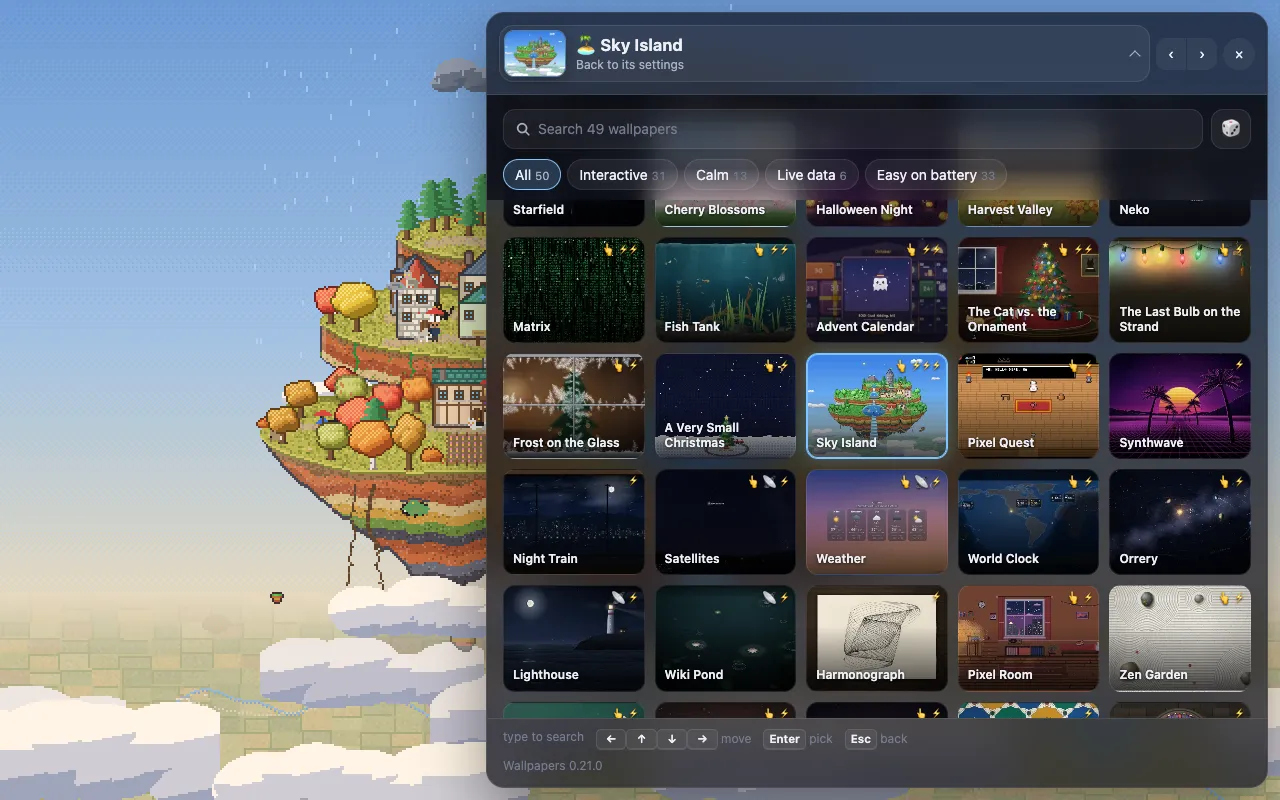 🏝️ Sky Island
Back to its settings
Search 49 wallpapers
All 50
Interactive 31
Calm 13
Live data 6
Easy on battery 33
Starfield
Cherry Blossoms
Halloween Night
Harvest Valley
Neko
Matrix
Fish Tank
Advent Calendar
The Cat vs. the
Ornament
The Last Bulb on the
Strand
Frost on the Glass
A Very Small
Christmas
Sky Island
Pixel Quest
Synthwave
Night Train
Satellites
Weather
World Clock
Orrery
Lighthouse
Wiki Pond
Harmonograph
Pixel Room
Zen Garden
type to search ← ↑ ↓ → move Enter pick Esc back
Wallpapers 0.21.0